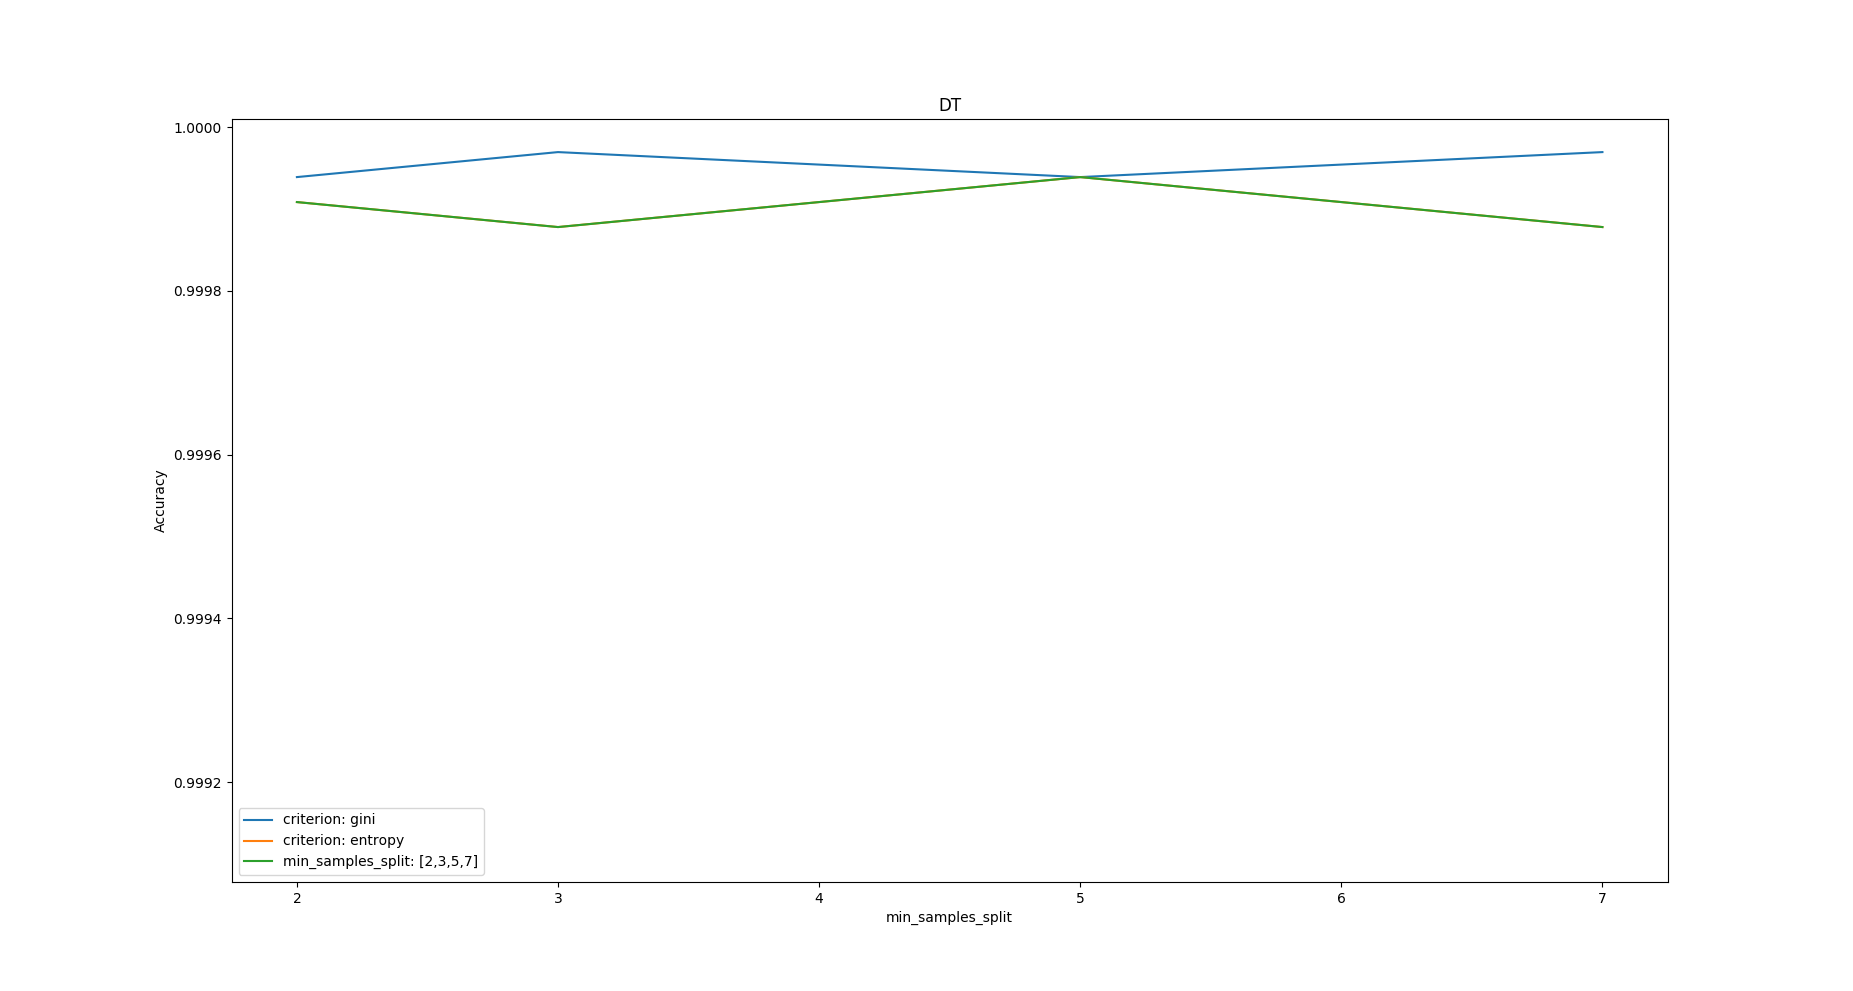 DT
1.0000
0.9998
0.9996
0.9994
0.9992
Accuracy
criterion: gini
criterion: entropy
min_samples_split: [2,3,5,7]
2 3 4 5 6 7
min_samples_split